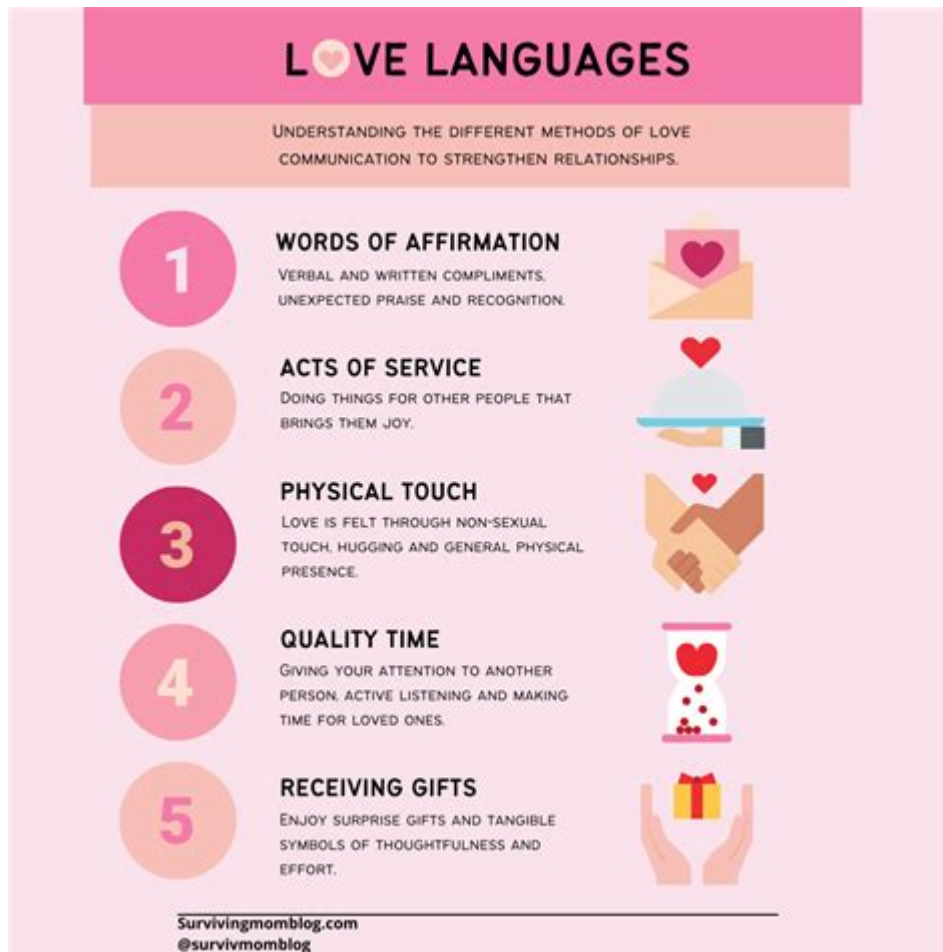 LOVE LANGUAGES
UNDERSTANDING THE DIFFERENT METHODS OF LOVE
COMMUNICATION TO STRENGTHEN RELATIONSHIPS.
1
WORDS OF AFFIRMATION
VERBAL AND WRITTEN COMPLIMENTS,
UNEXPECTED PRAISE AND RECOGNITION.
2
ACTS OF SERVICE
DOING THINGS FOR OTHER PEOPLE THAT
BRINGS THEM JOY.
3
PHYSICAL TOUCH
LOVE IS FELT THROUGH NON-SEXUAL
TOUCH, HUGGING AND GENERAL PHYSICAL
PRESENCE.
4
QUALITY TIME
GIVING YOUR ATTENTION TO ANOTHER
PERSON, ACTIVE LISTENING AND MAKING
TIME FOR LOVED ONES.
5
RECEIVING GIFTS
ENJOY SURPRISE GIFTS AND TANGIBLE
SYMBOLS OF THOUGHTFULNESS AND
EFFORT.
Survivingmomblog.com
@survivmomblog